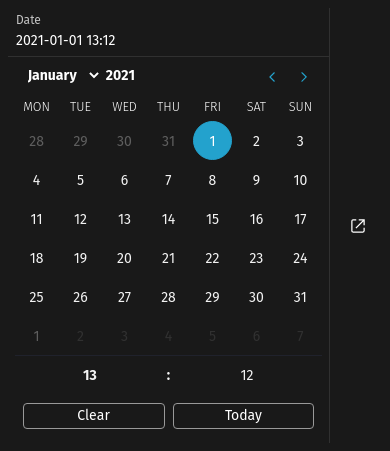 Date
2021-01-01 13:12
January 2021
MON TUE WED THU FRI SAT SUN
28 29 30 31 1 2 3
4 5 6 7 8 9 10
11 12 13 14 15 16 17
18 19 20 21 22 23 24
25 26 27 28 29 30 31
1 2 3 4 5 6 7
13 : 12
Clear Today